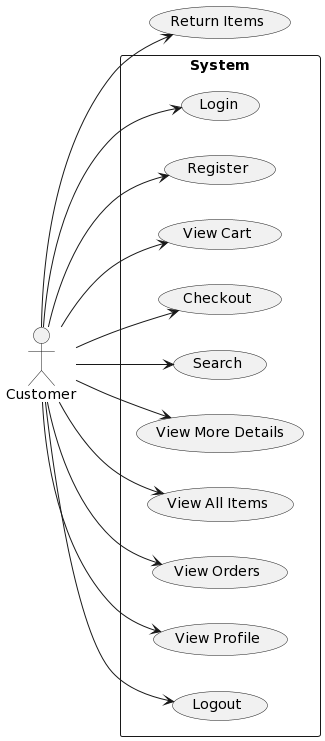 Return Items
System
Login
Register
View Cart
Checkout
Customer
Search
View More Details
View All Items
View Orders
View Profile
Logout